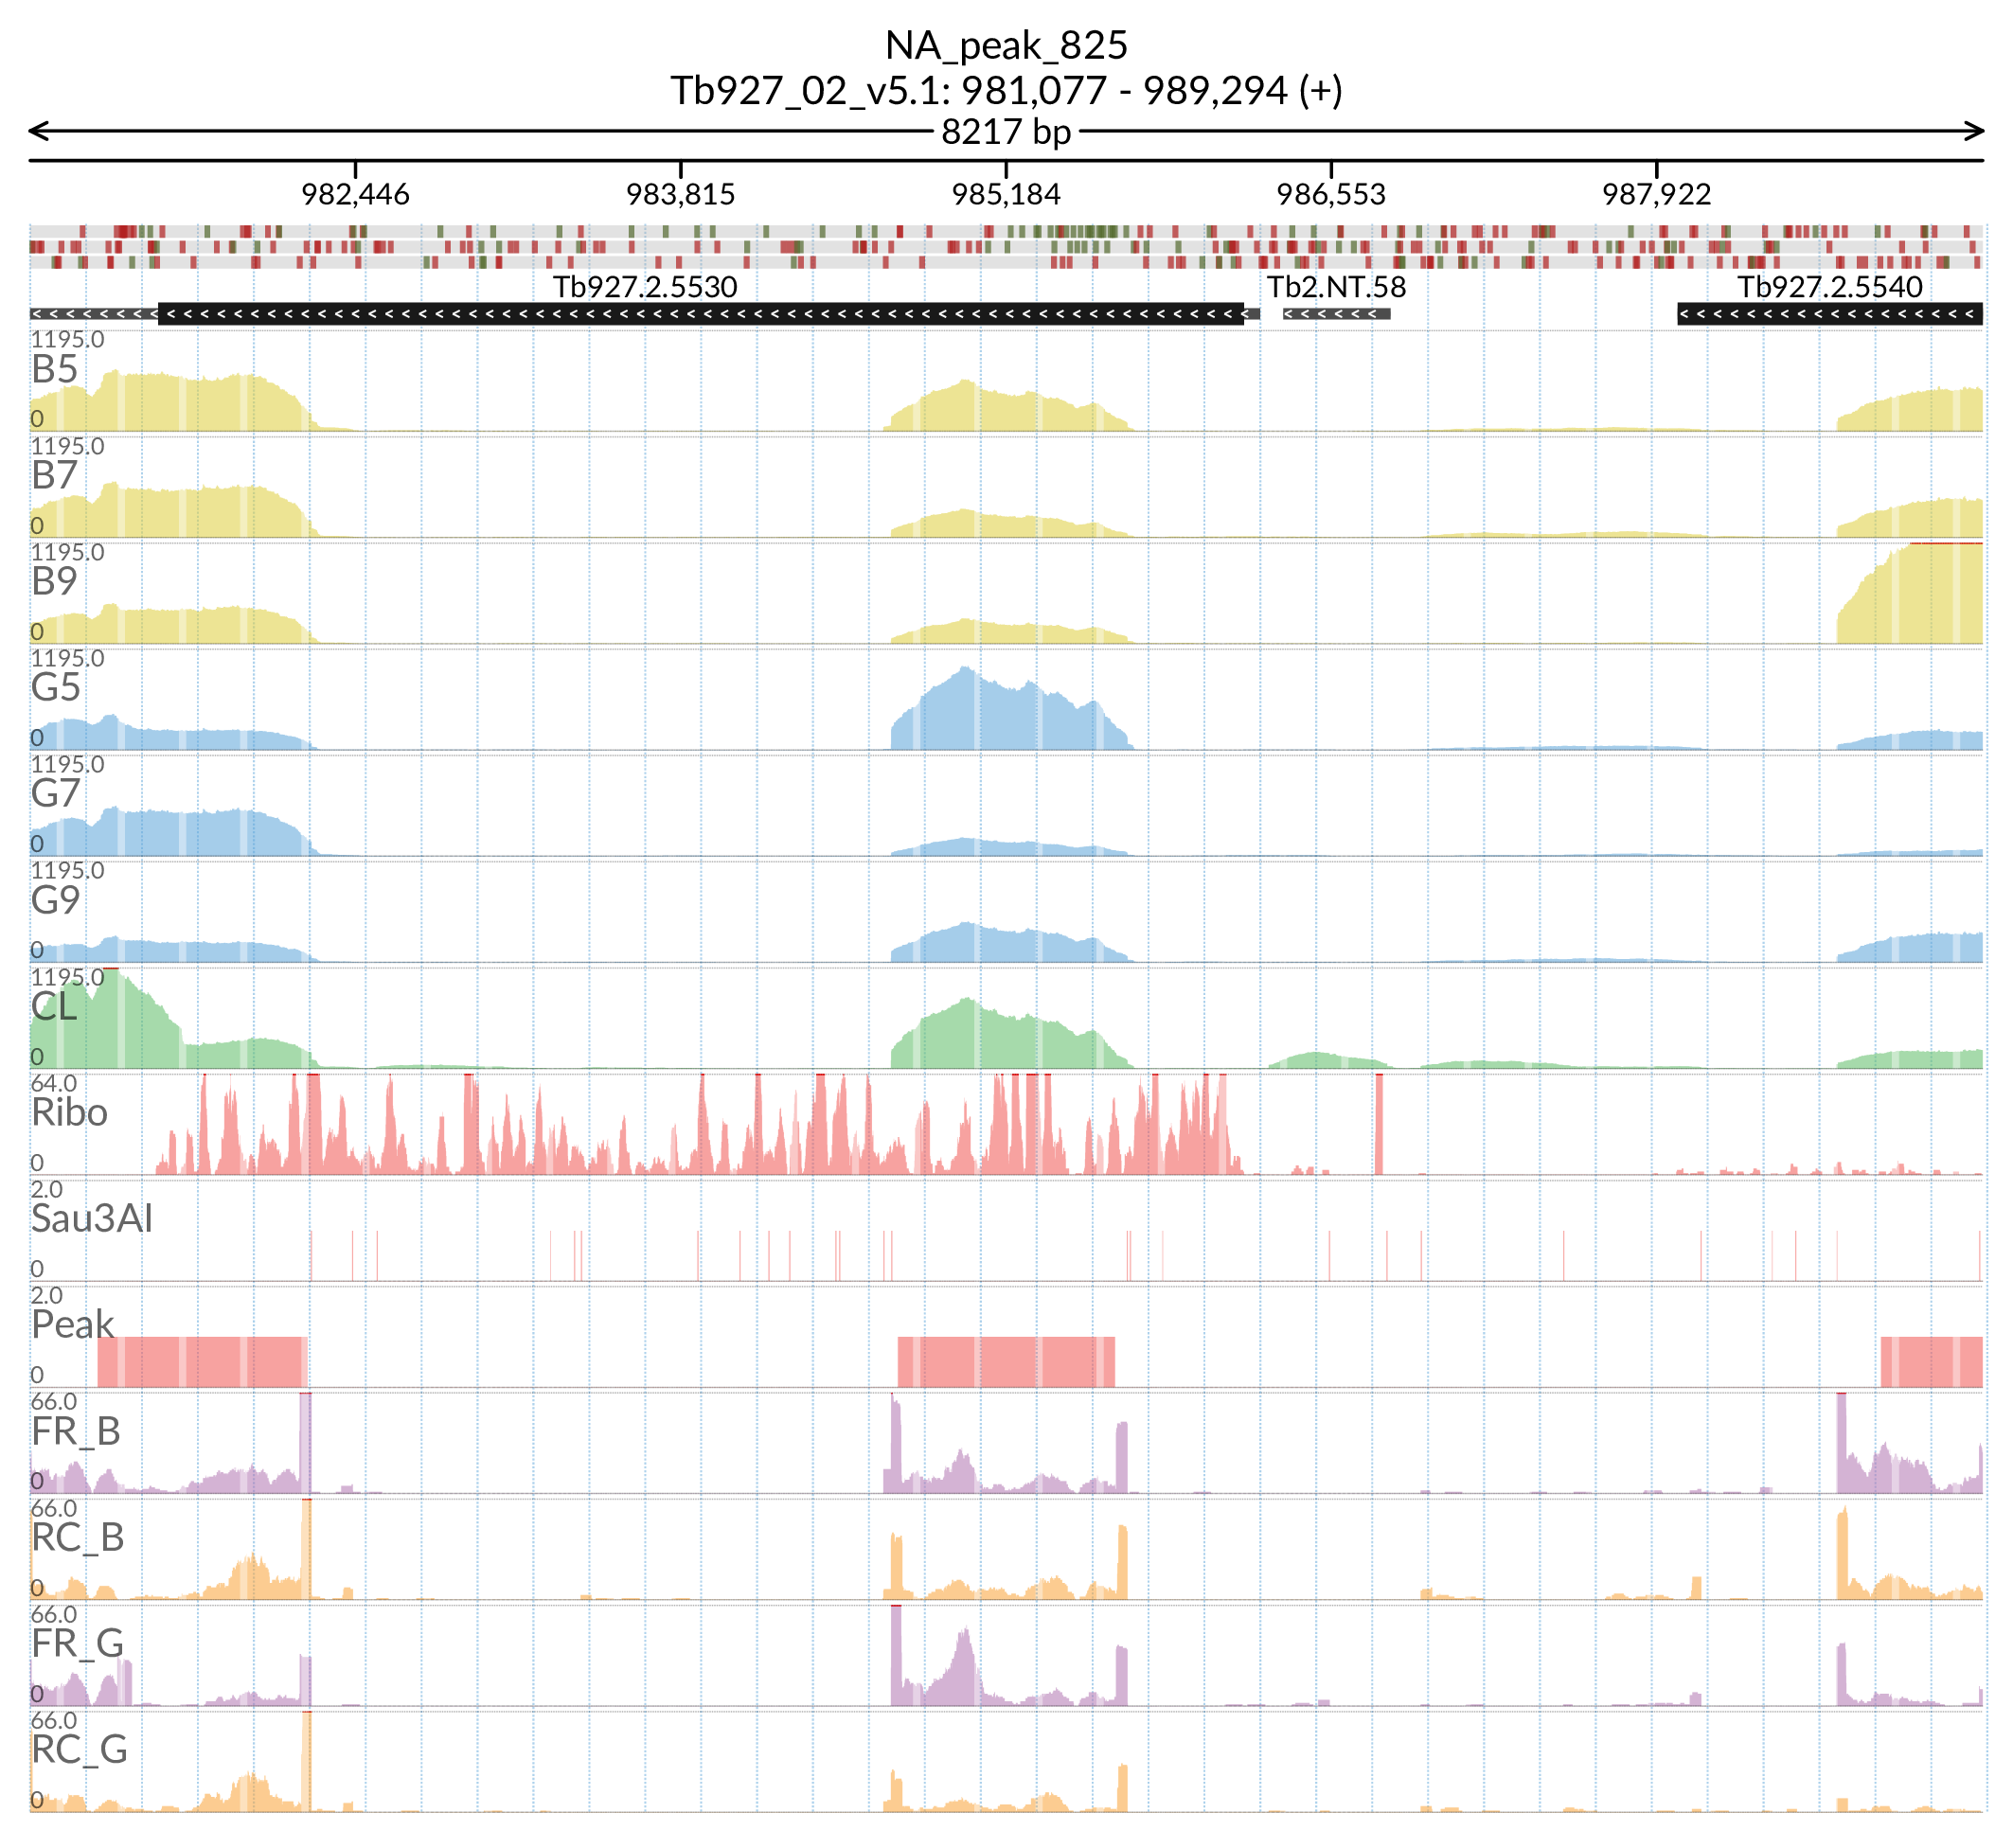 NA_peak_825
Tb927_02_v5.1: 981,077 - 989,294 (+)
8217 bp
982,446 983,815 985,184 986,553 987,922
Tb927.2.5530 Tb2.NT.58 Tb927.2.5540
1195.0
B5
0
1195.0
B7
0
1195.0
B9
0
1195.0
G5
0
1195.0
G7
0
1195.0
G9
0
1195.0
CL
0
64.0
Ribo
0
2.0
Sau3AI
0
2.0
Peak
0
66.0
FR_B
0
66.0
RC_B
0
66.0
FR_G
0
66.0
RC_G
0